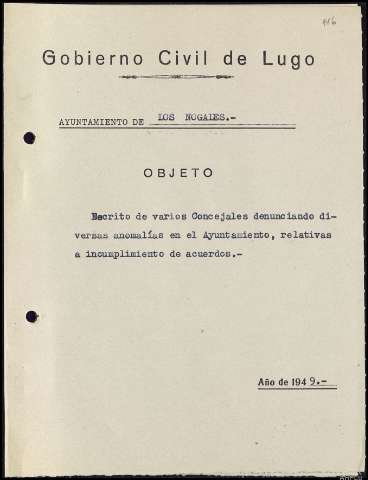 116
Gobierno Civil de Lugo
AYUNTAMIENTO DE LOS NOGALES.-
OBJETO
Escrito de varios Concejales denunciando di-
versas anomalías en el Ayuntamiento, relativas
a incumplimiento de acuerdos.-
Año de 1949.-